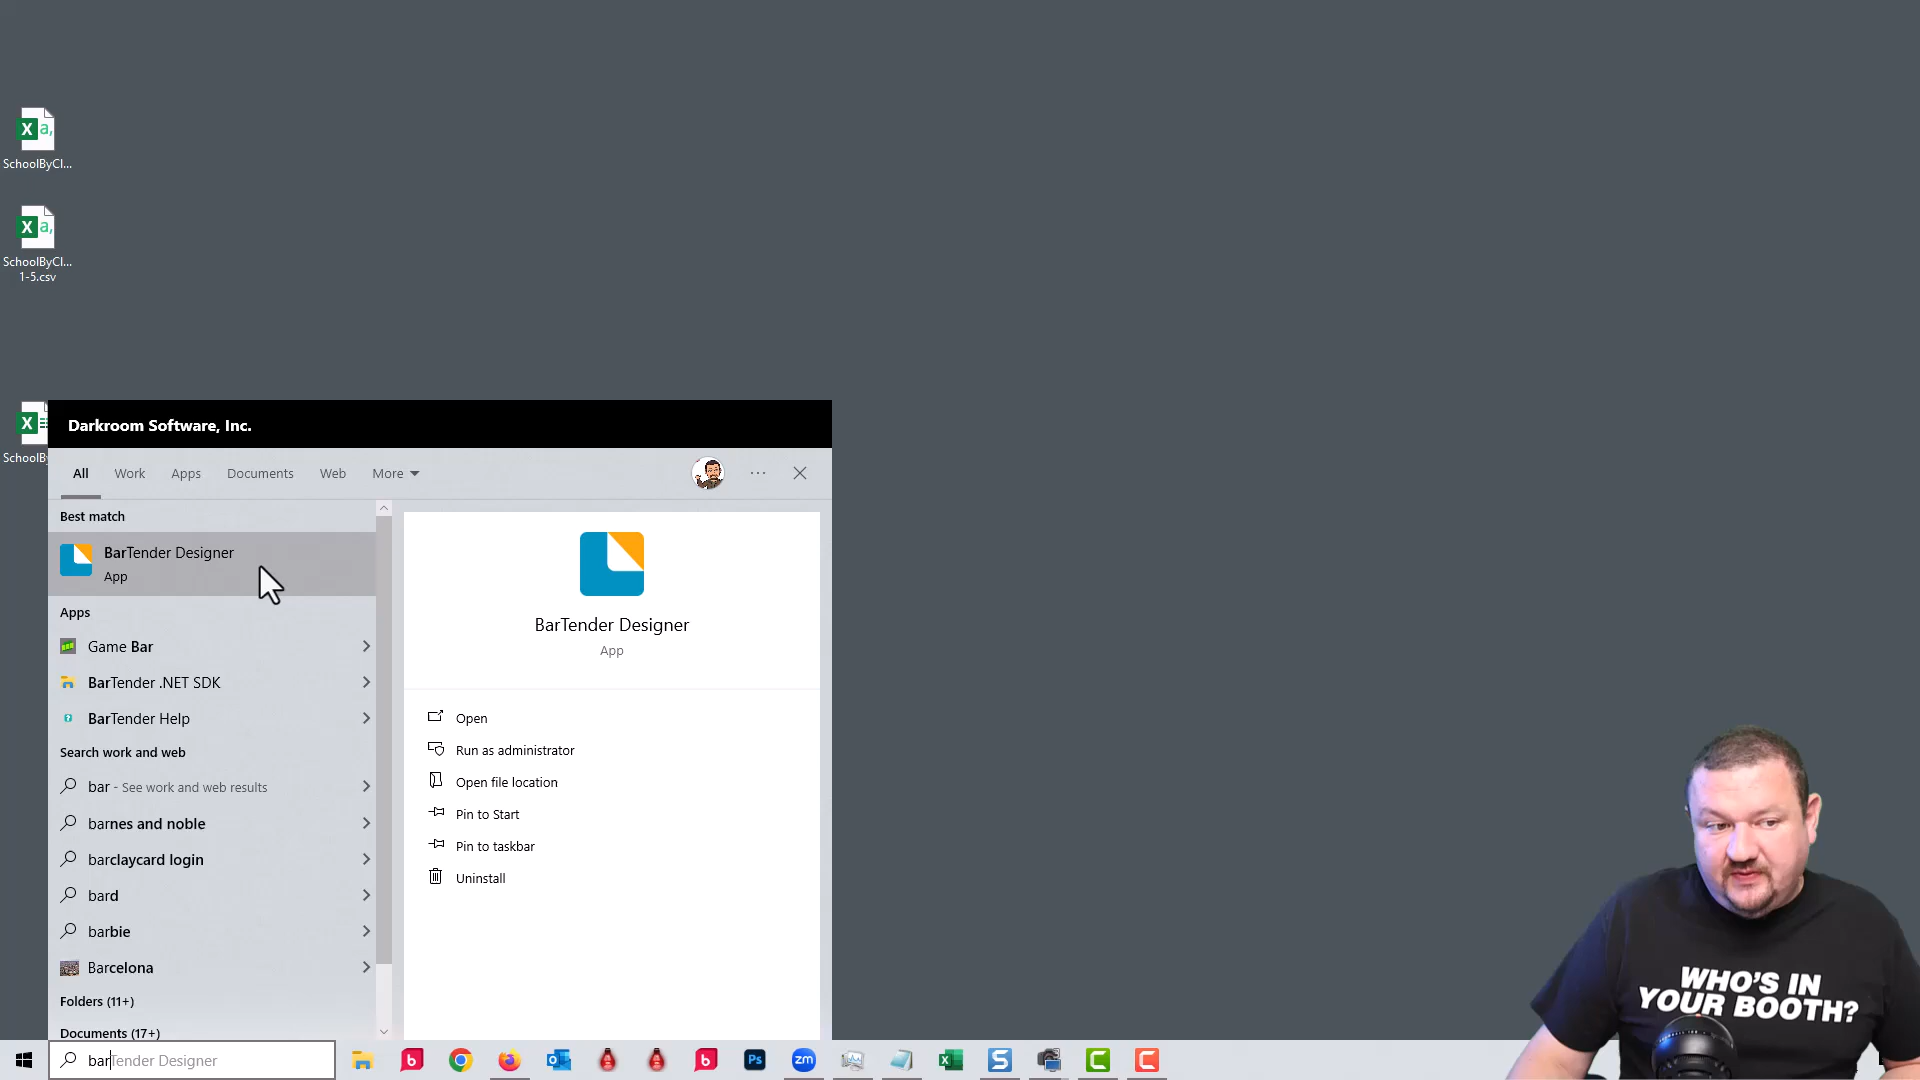 SchoolByCl...
SchoolByCl...
1-5.csv
SchoolBy
Darkroom Software, Inc.
All Work Apps Documents Web More
Best match
BarTender Designer
App
Apps
Game Bar
BarTender .NET SDK
BarTender Help
Search work and web
bar - See work and web results
barnes and noble
barclaycard login
bard
barbie
Barcelona
Folders (11+)
Documents (17+)
barTender Designer
BarTender Designer
App
Open
Run as administrator
Open file location
Pin to Start
Pin to taskbar
Uninstall
b
Ps
zm
WHO'S IN
YOUR BOOTH?